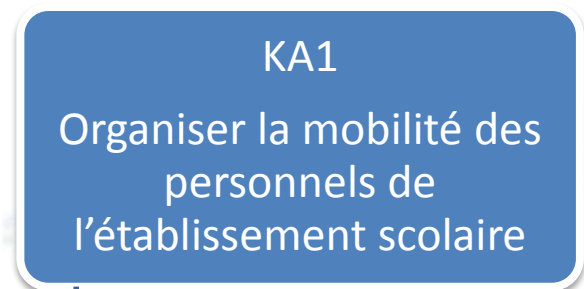 KA1
Organiser la mobilité des
personnels de
l’établissement scolaire